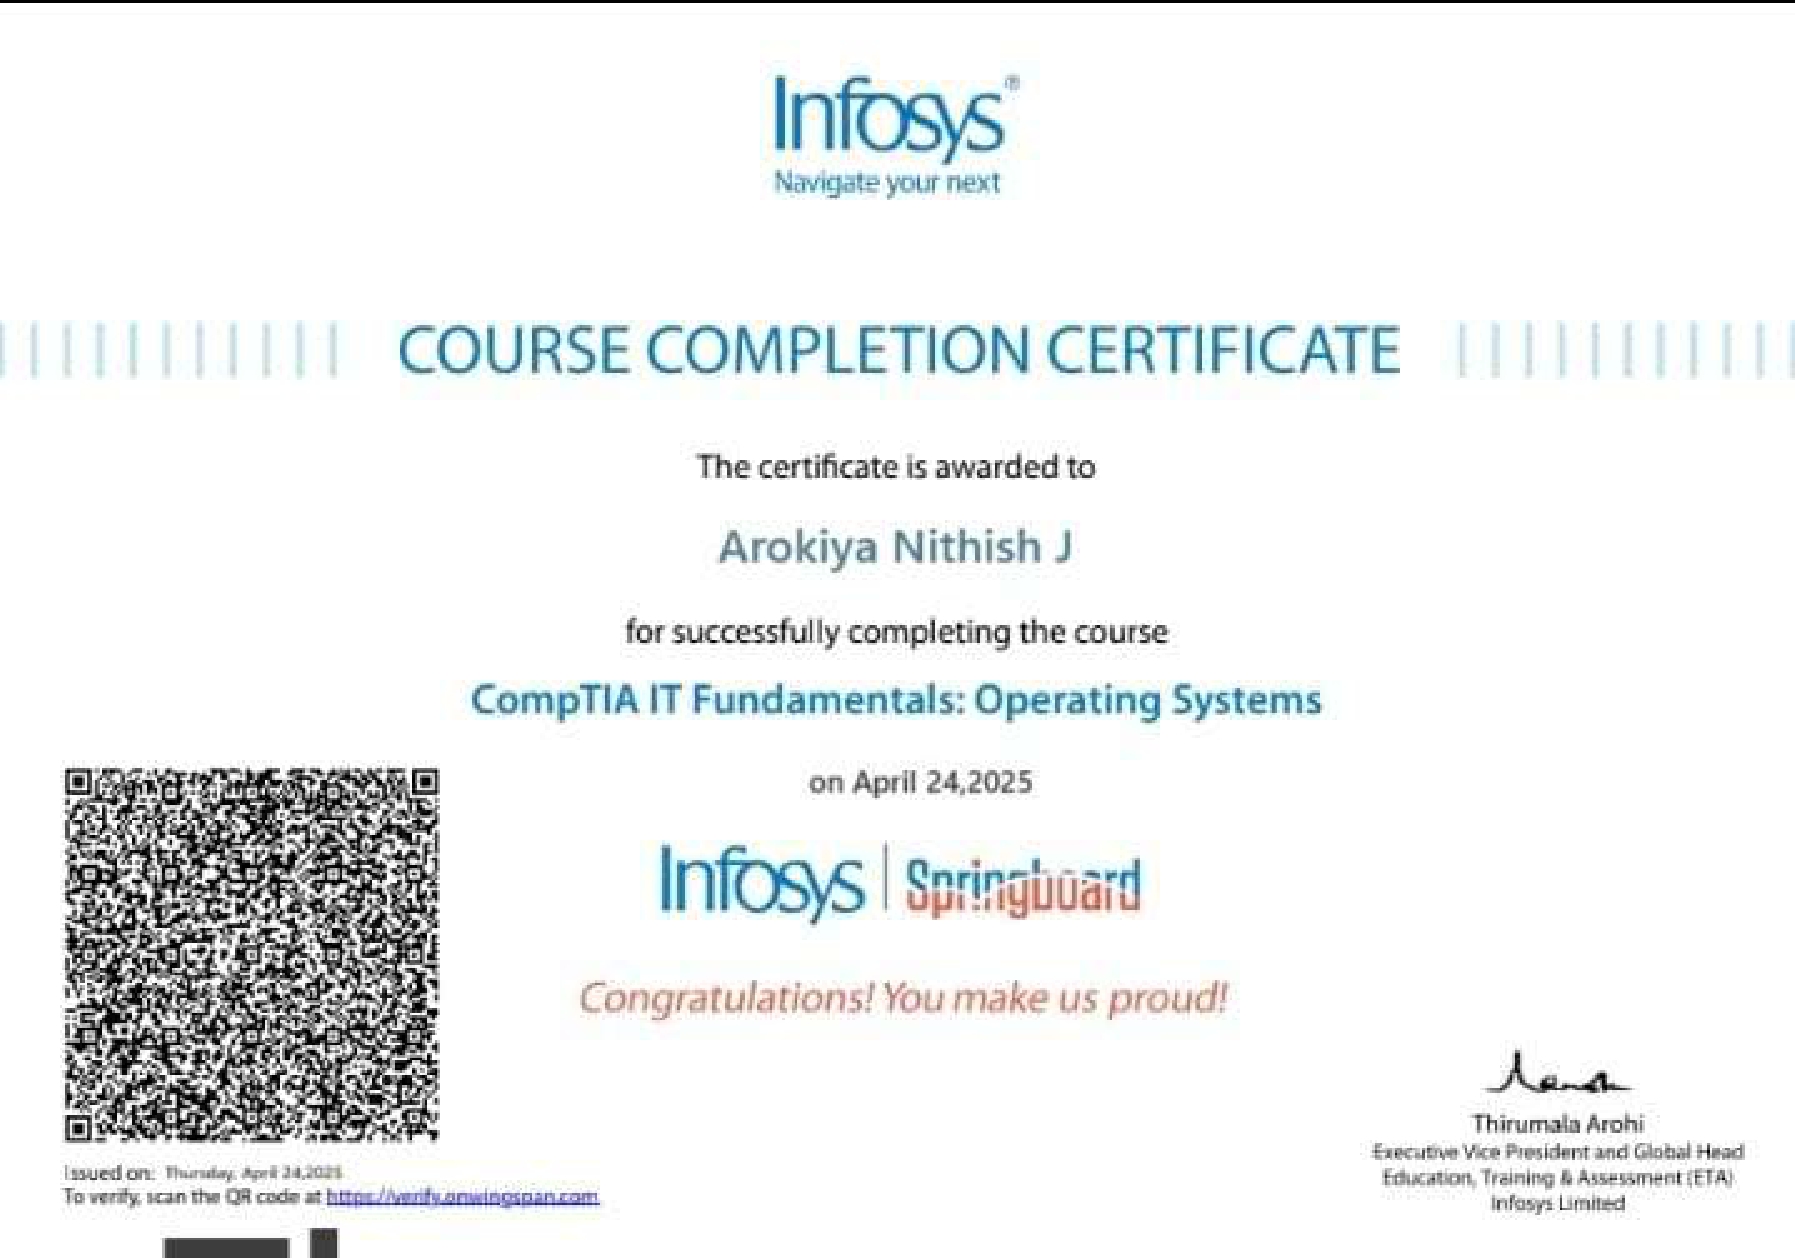 Infosys®
Navigate your next
COURSE COMPLETION CERTIFICATE
The certificate is awarded to
Arokiya Nithish J
for successfully completing the course
CompTIA IT Fundamentals: Operating Systems
on April 24,2025
Infosys | Springboard
Congratulations! You make us proud!
Issued on: Thursday, April 24,2025
To verify, scan the QR code at https://verify.onwingspan.com
Thirumala Arohi
Executive Vice President and Global Head
Education, Training & Assessment (ETA)
Infosys Limited